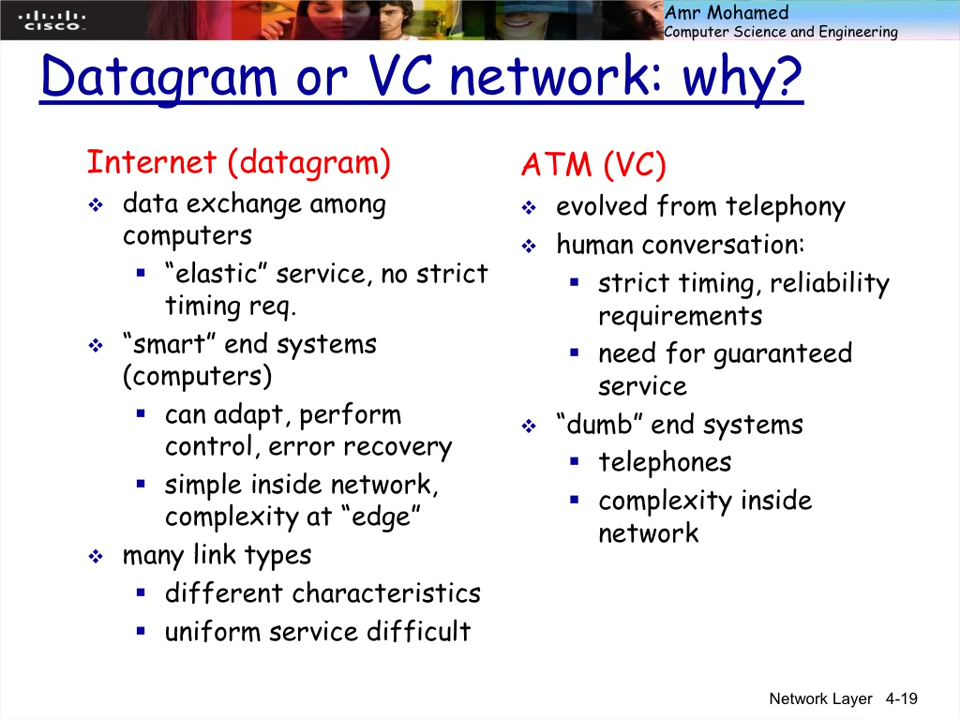 CISCO
Amr Mohamed
Computer Science and Engineering
Datagram or VC network: why?
Internet (datagram)
data exchange among
computers
“elastic” service, no strict
timing req.
“smart” end systems
(computers)
can adapt, perform
control, error recovery
simple inside network,
complexity at “edge”
many link types
different characteristics
uniform service difficult
ATM (VC)
evolved from telephony
human conversation:
strict timing, reliability
requirements
need for guaranteed
service
“dumb” end systems
telephones
complexity inside
network
Network Layer 4-19